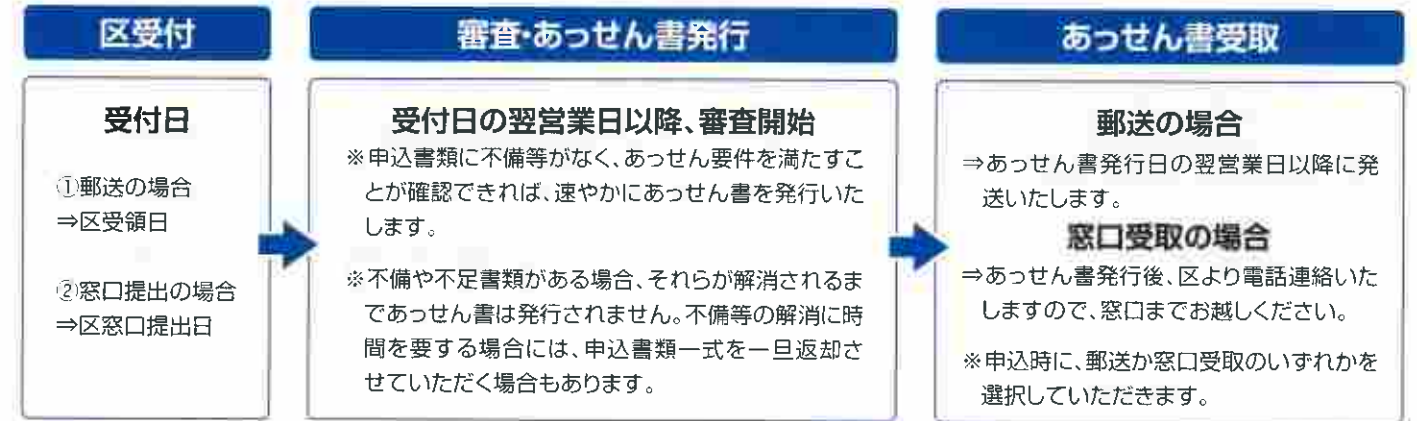 区受付
受付日
①郵送の場合
⇒区受領日
②窓口提出の場合
⇒区窓口提出日
審査・あっせん書発行
受付日の翌営業日以降、審査開始
※申込書類に不備等がなく、あっせん要件を満たすこ
とが確認できれば、速やかにあっせん書を発行いた
します。
※不備や不足書類がある場合、それらが解消されるま
であっせん書は発行されません。不備等の解消に時
間を要する場合には、申込書類一式を一旦返却さ
せていただく場合もあります。
あっせん書受取
郵送の場合
⇒あっせん書発行日の翌営業日以降に発
送いたします。
窓口受取の場合
⇒あっせん書発行後、区より電話連絡いた
しますので、窓口までお越しください。
※申込時に、郵送か窓口受取のいずれかを
選択していただきます。